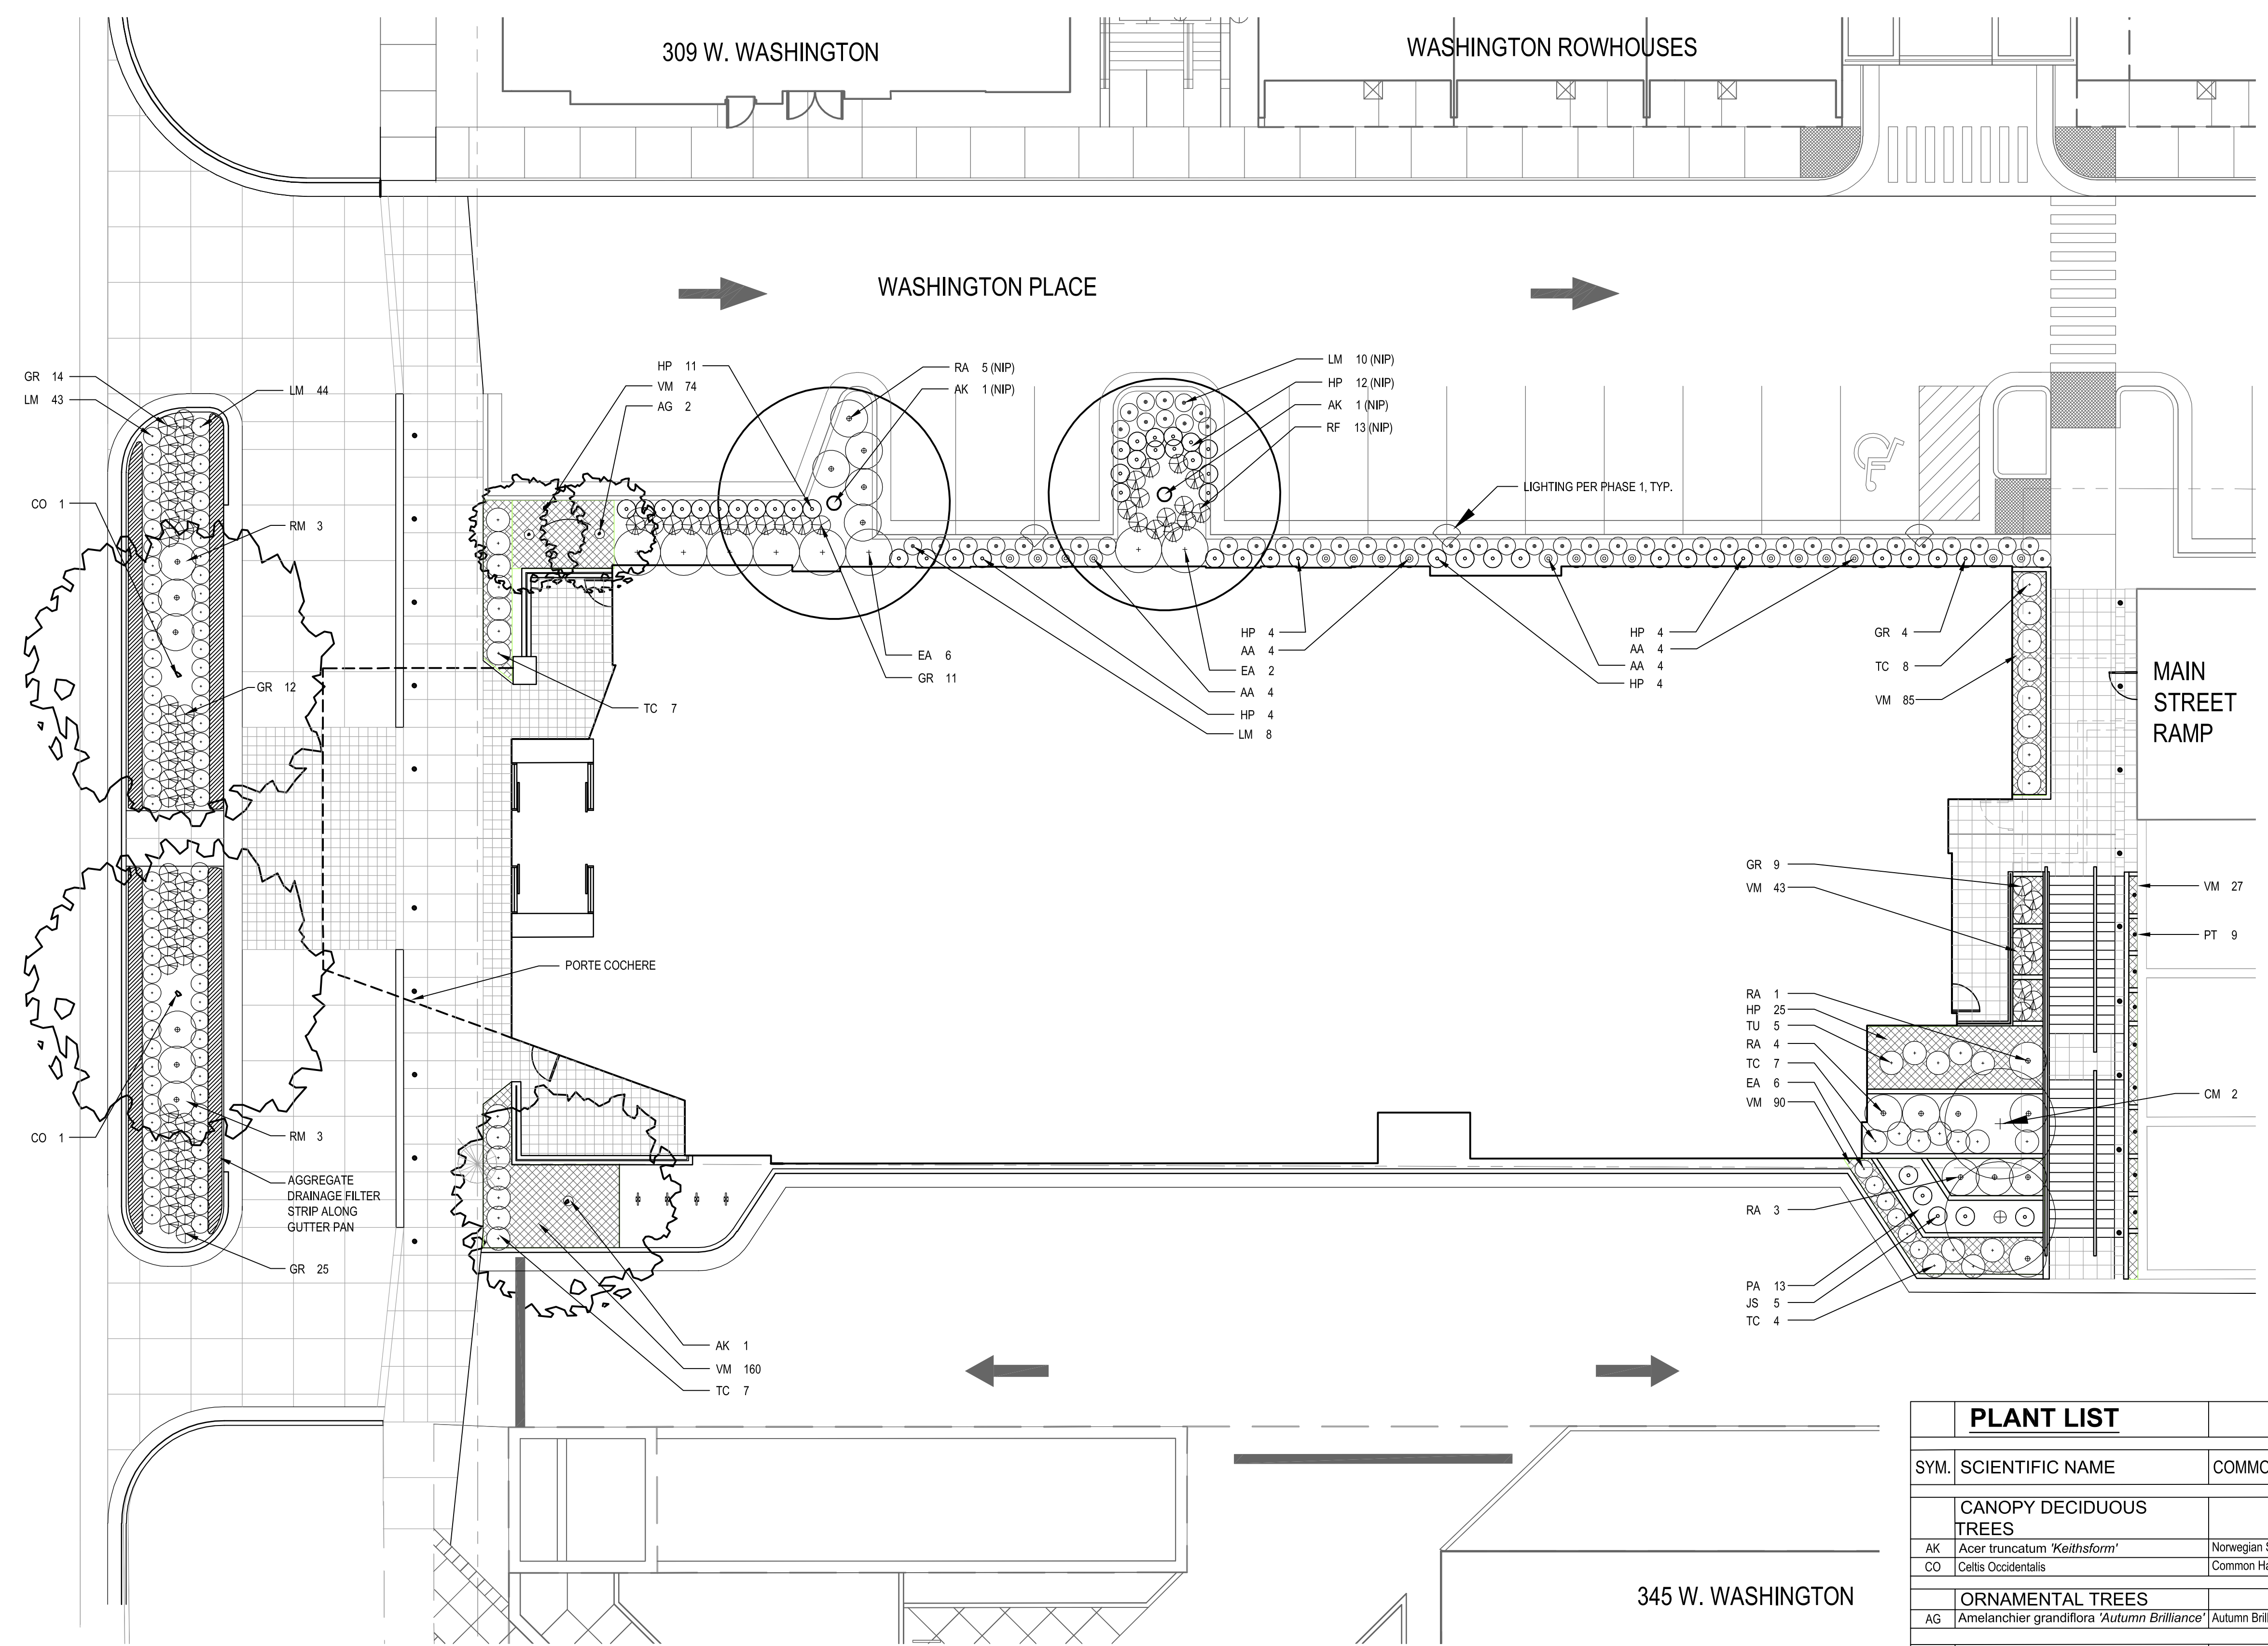 309 W. WASHINGTON
WASHINGTON ROWHOUSES
WASHINGTON PLACE
GR 14
LM 43
LM 44
CO 1
RM 3
GR 12
CO 1
RM 3
AGGREGATE
DRAINAGE FILTER
STRIP ALONG
GUTTER PAN
GR 25
HP 11
VM 74
AG 2
RA 5 (NIP)
AK 1 (NIP)
LM 10 (NIP)
HP 12 (NIP)
AK 1 (NIP)
RF 13 (NIP)
LIGHTING PER PHASE 1, TYP.
TC 7
EA 6
GR 11
HP 4
AA 4
EA 2
AA 4
HP 4
LM 8
HP 4
AA 4
AA 4
HP 4
GR 4
TC 8
VM 85
MAIN
STREET
RAMP
PORTE COCHERE
GR 9
VM 43
VM 27
PT 9
RA 1
HP 25
TU 5
RA 4
TC 7
EA 6
VM 90
CM 2
RA 3
PA 13
JS 5
TC 4
AK 1
VM 160
TC 7
345 W. WASHINGTON
PLANT LIST
SYM. SCIENTIFIC NAME COMMO
CANOPY DECIDUOUS
TREES
AK Acer truncatum 'Keithsform' Norwegian S
CO Celtis Occidentalis Common Ha
ORNAMENTAL TREES
AG Amelanchier grandiflora 'Autumn Brilliance' Autumn Brill